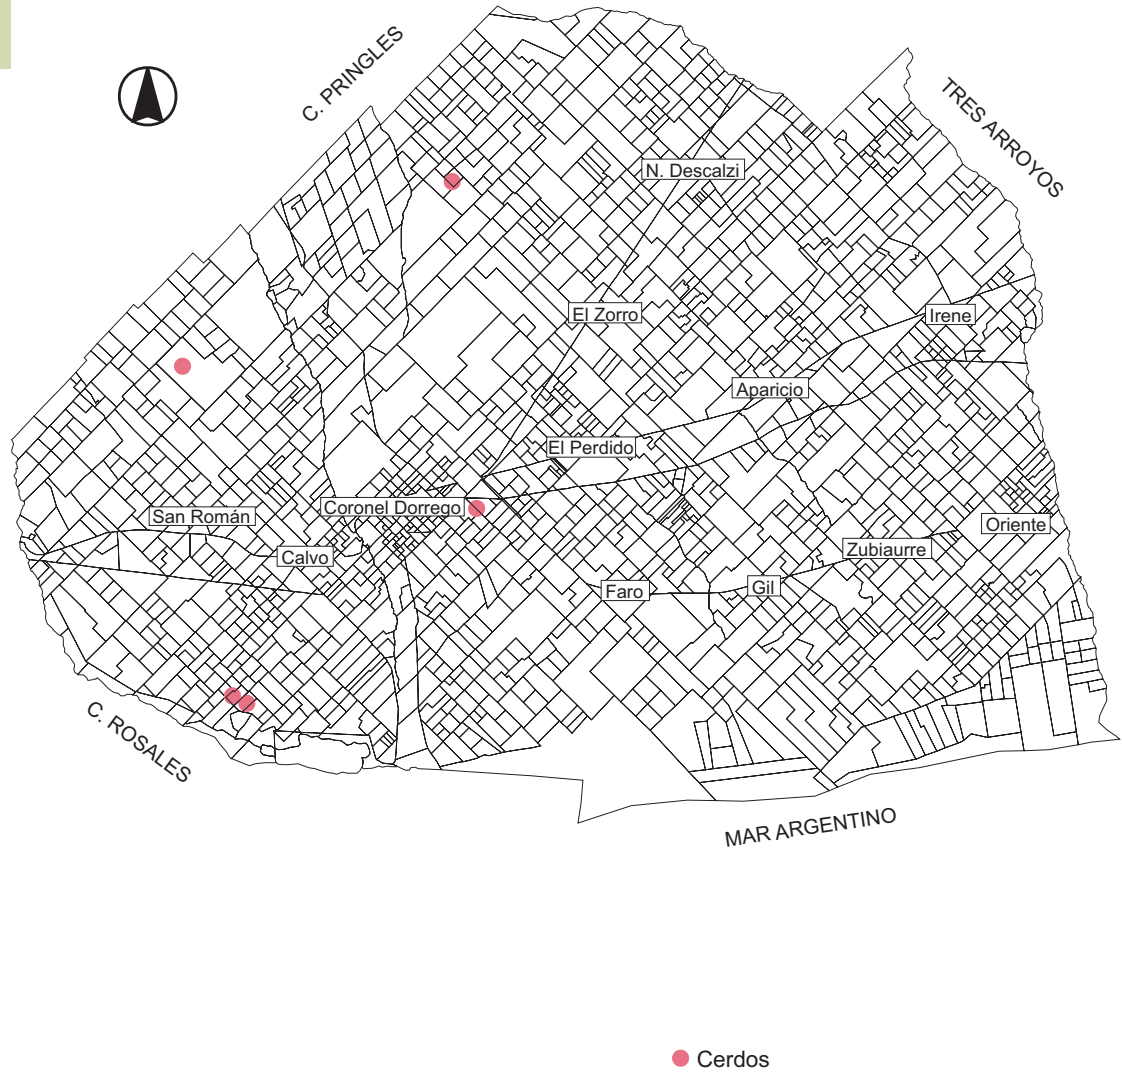 C. PRINGLES
TRES ARROYOS
N. Descalzi
El Zorro
Irene
Aparicio
El Perdido
Coronel Dorrego
San Román
Oriente
Calvo
Zubiaurre
Faro
Gil
C. ROSALES
MAR ARGENTINO
Cerdos